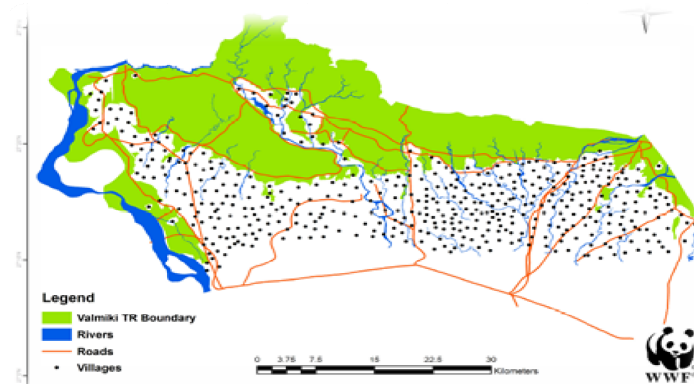 Legend
Valmiki TR Boundary
Rivers
Roads
Villages
0 3.75 7.5 15 22.5 30
Kilometers
WWF